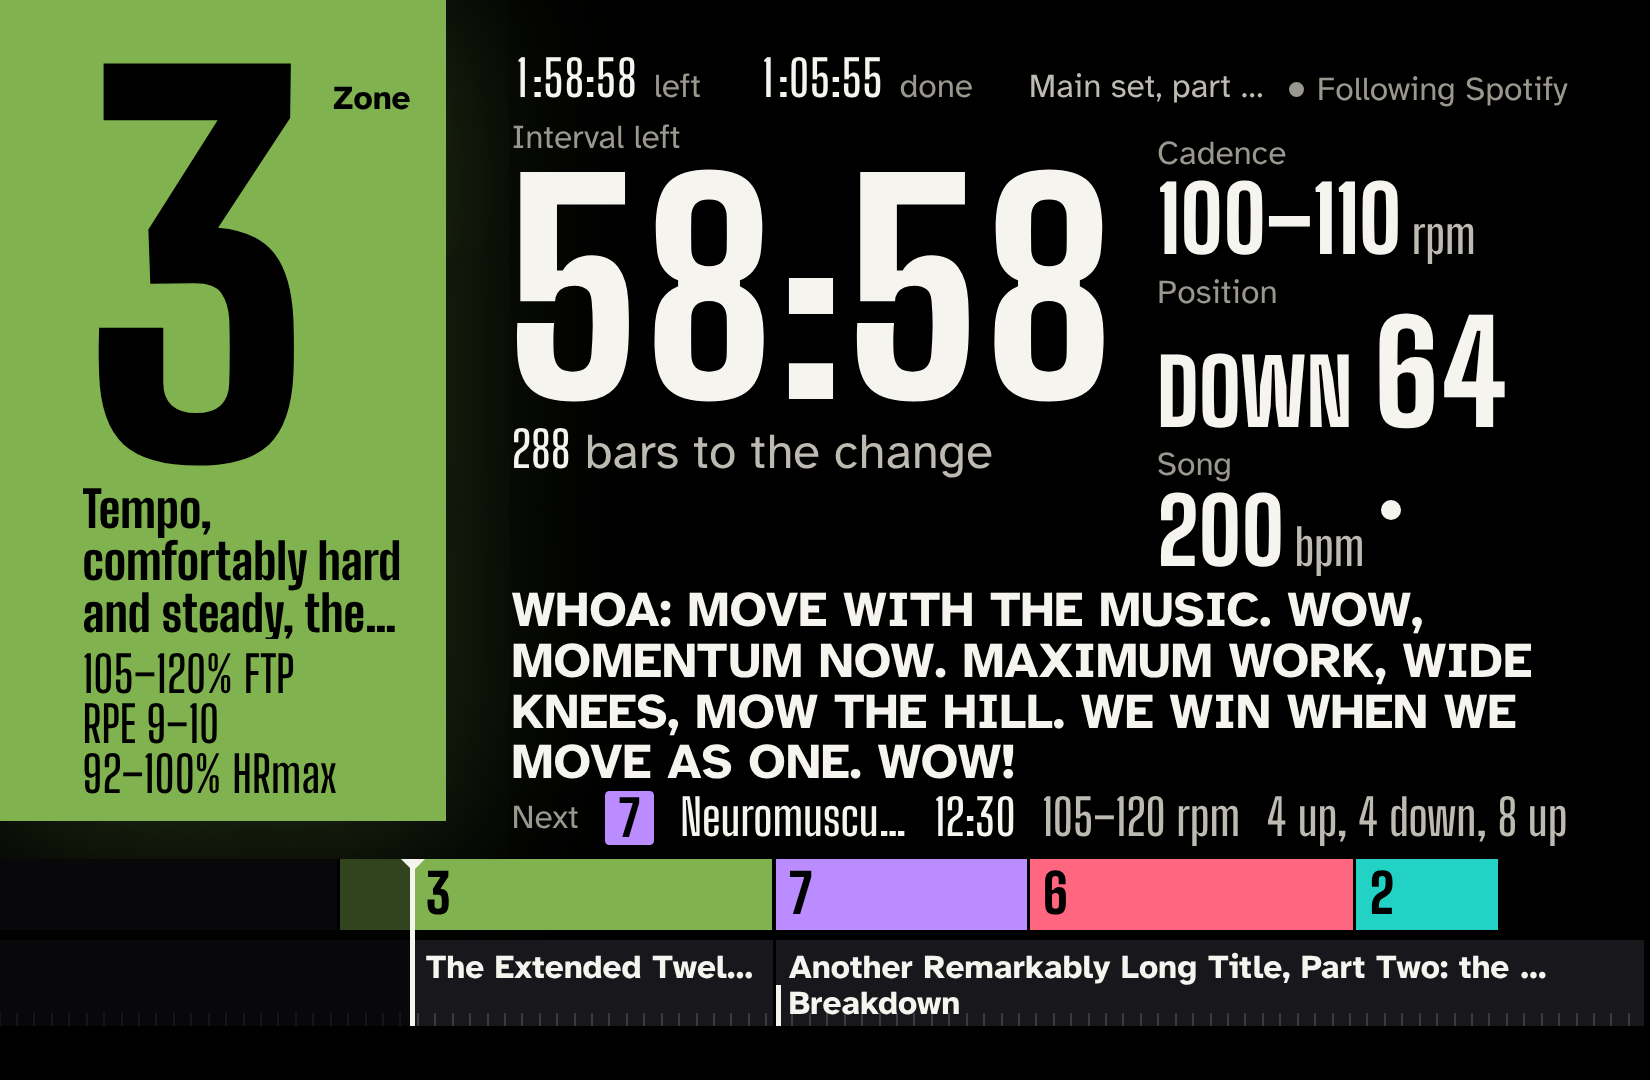 3 Zone
Tempo,
comfortably hard
and steady, the...
105–120% FTP
RPE 9–10
92–100% HRmax
1:58:58 left 1:05:55 done Main set, part ... Following Spotify
Interval left
58:58
288 bars to the change
Cadence
100–110 rpm
Position
DOWN 64
Song
200 bpm
WHOA: MOVE WITH THE MUSIC. WOW,
MOMENTUM NOW. MAXIMUM WORK, WIDE
KNEES, MOW THE HILL. WE WIN WHEN WE
MOVE AS ONE. WOW!
Next 7 Neuromuscu... 12:30 105–120 rpm 4 up, 4 down, 8 up
3 7 6 2
The Extended Twel... Another Remarkably Long Title, Part Two: the ...
Breakdown